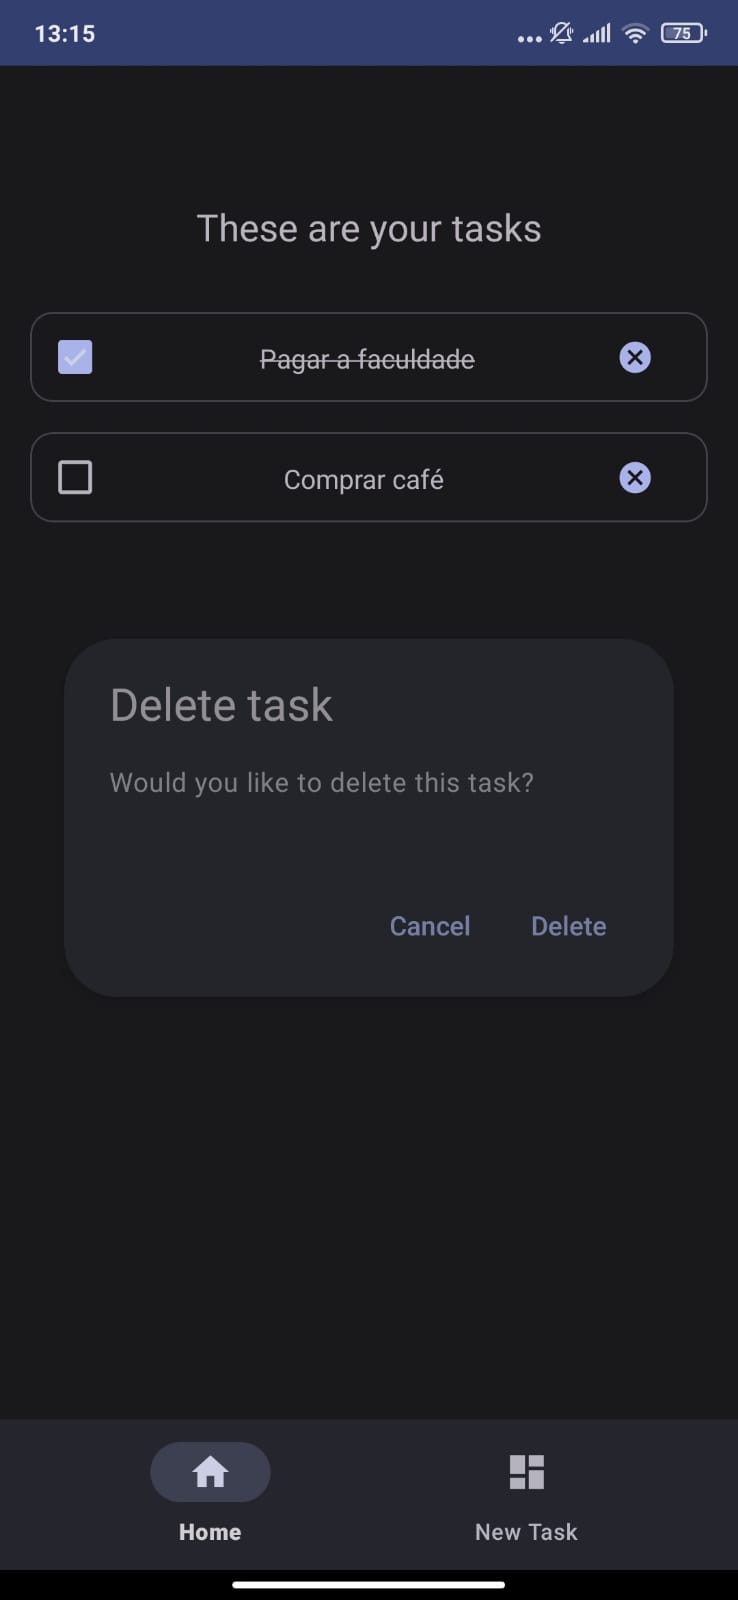 13:15
75
These are your tasks
Pagar a faculdade
Comprar café
Delete task
Would you like to delete this task?
Cancel Delete
Home New Task